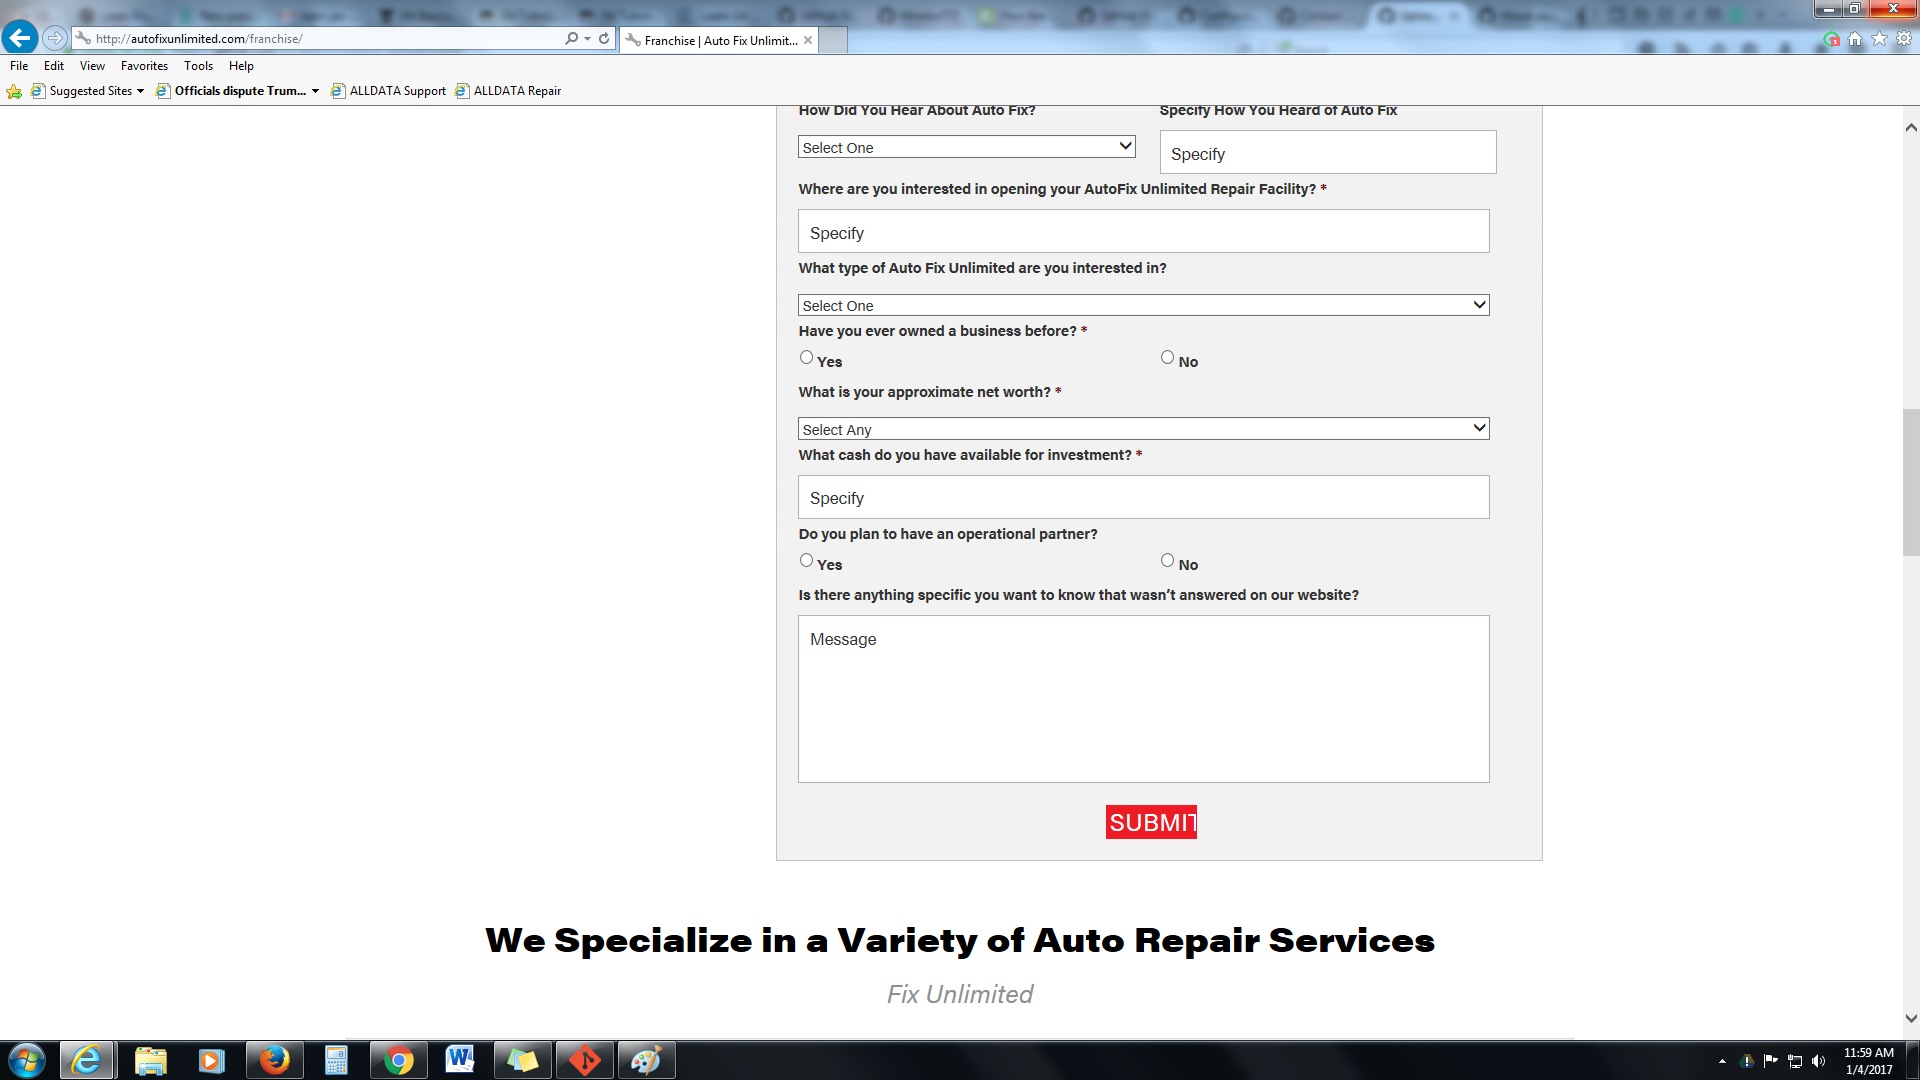 http://autofixunlimited.com/franchise/
Franchise | Auto Fix Unlimit...
File Edit View Favorites Tools Help
Suggested Sites Officials dispute Trum... ALLDATA Support ALLDATA Repair
How Did You Hear About Auto Fix? Specify How You Heard of Auto Fix
Select One Specify
Where are you interested in opening your AutoFix Unlimited Repair Facility? *
Specify
What type of Auto Fix Unlimited are you interested in?
Select One
Have you ever owned a business before? *
Yes No
What is your approximate net worth? *
Select Any
What cash do you have available for investment? *
Specify
Do you plan to have an operational partner?
Yes No
Is there anything specific you want to know that wasn't answered on our website?
Message
SUBMIT
We Specialize in a Variety of Auto Repair Services
Fix Unlimited
11:59 AM
1/4/2017